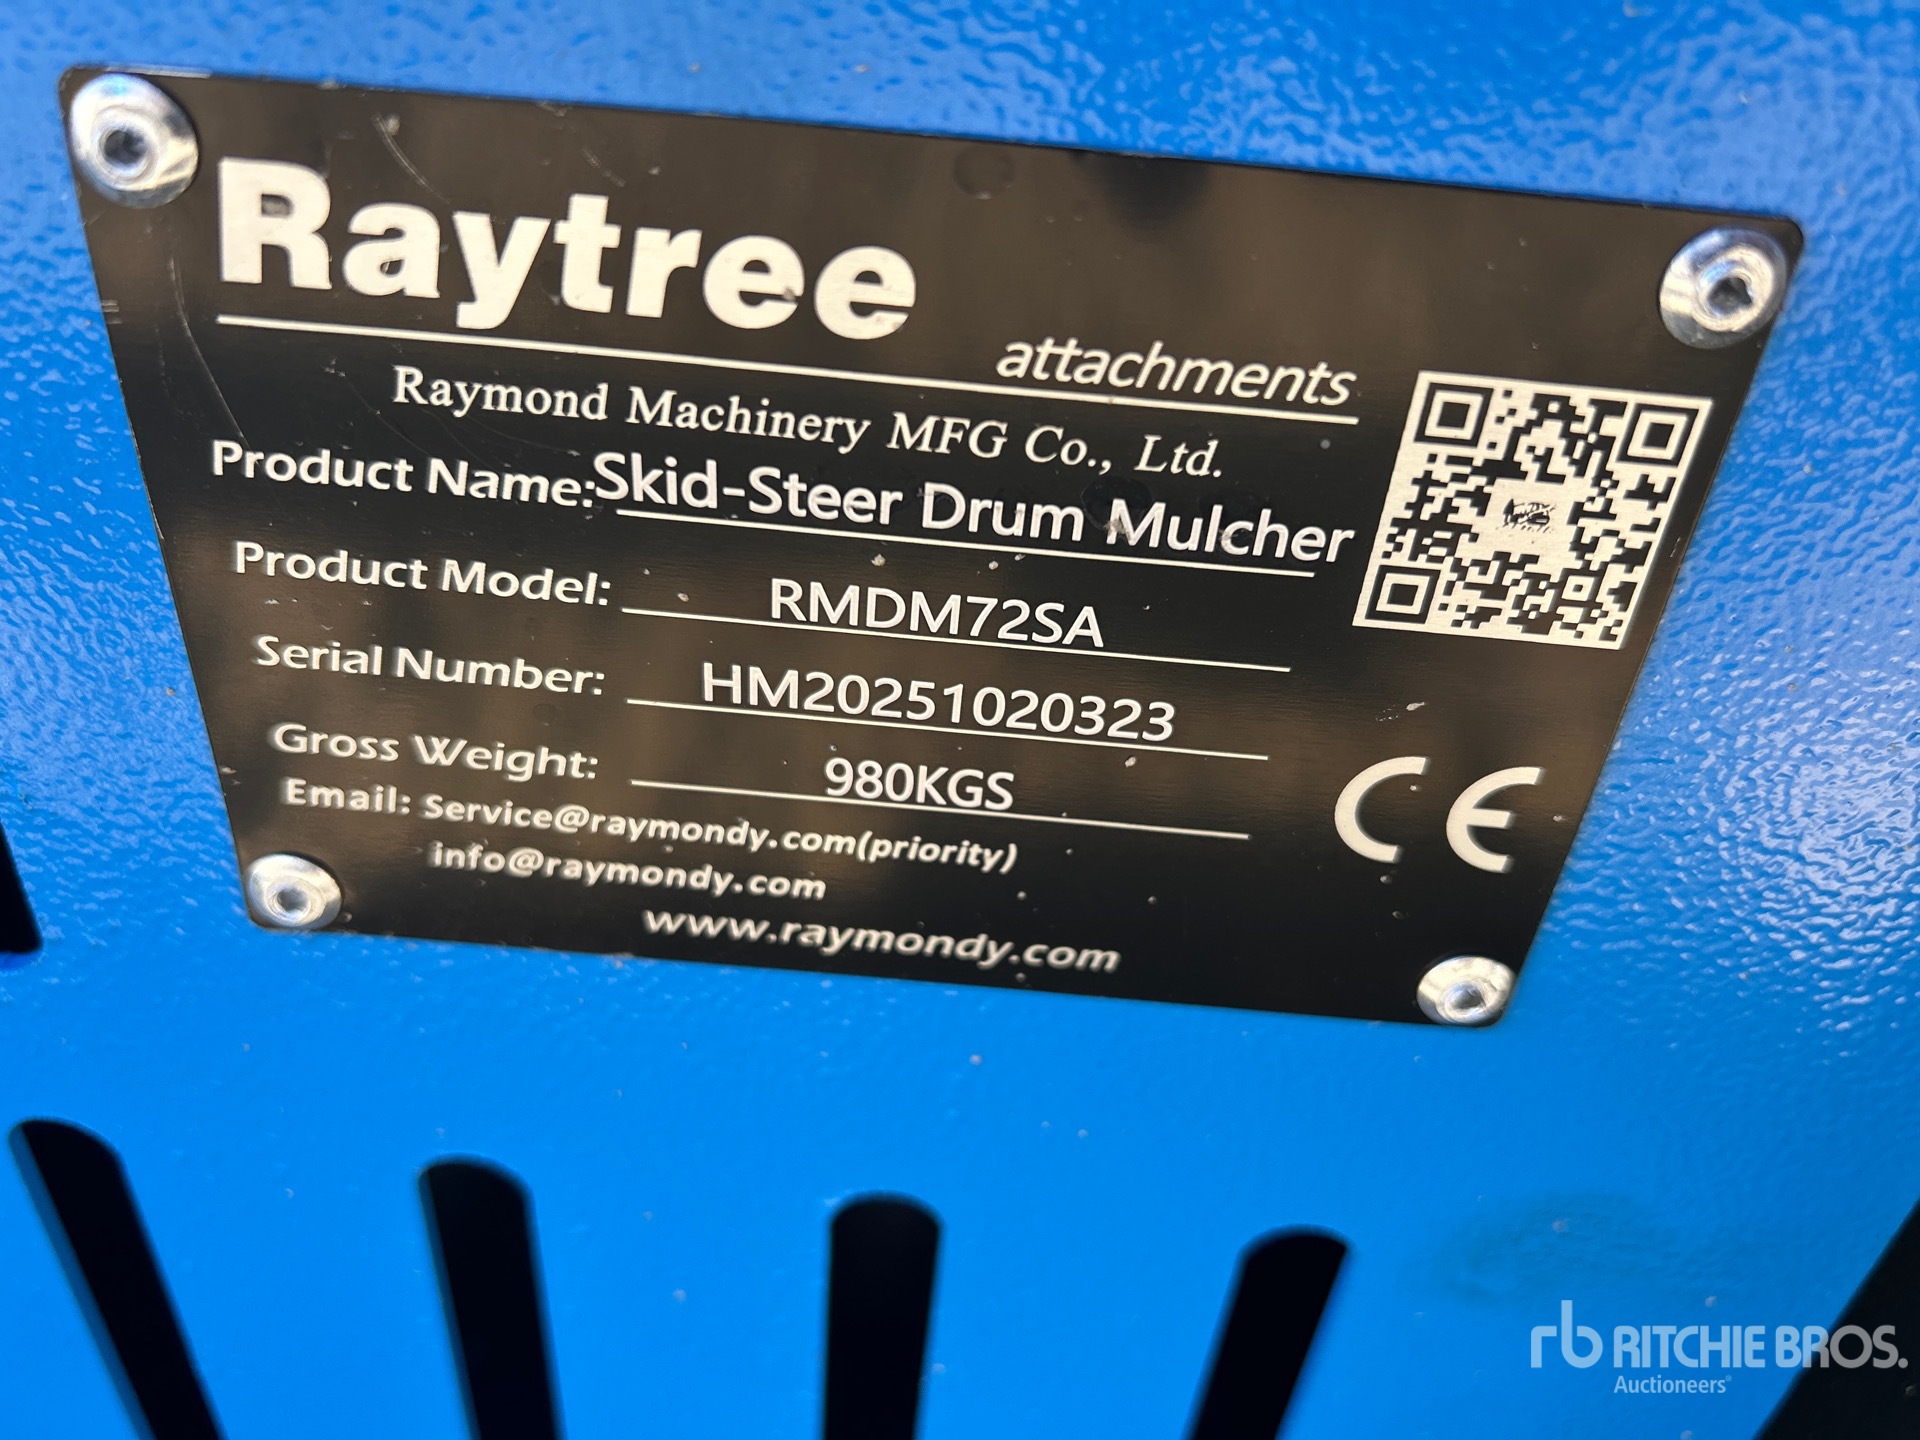 Raytree
attachments
Raymond Machinery MFG Co., Ltd.
Product Name:Skid-Steer Drum Mulcher
Product Model: RMDM72SA
Serial Number: HM20251020323
Gross Weight: 980KGS
Email: Service@raymondy.com(priority)
info@raymondy.com
www.raymondy.com
CE
rb RITCHIE BROS.
Auctioneers